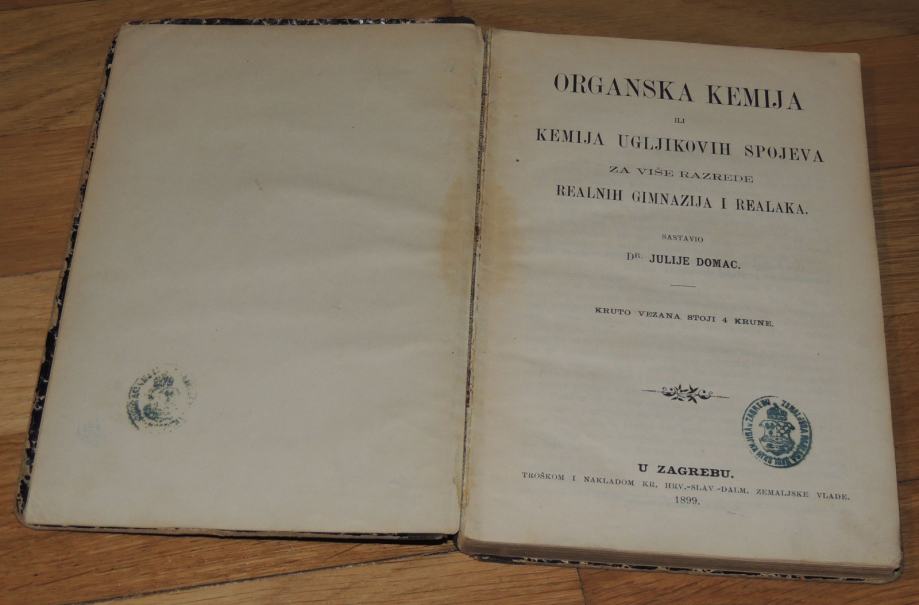 ORGANSKA KEMIJA
ILI
KEMIJA UGLJIKOVIH SPOJEVA
ZA VIŠE RAZREDE
REALNIH GIMNAZIJA I REALAKA.
SASTAVIO
DR. JULIJE DOMAC.
KRUTO VEZANA STOJI 4 KRUNE.
U ZAGREBU.
TROŠKOM I NAKLADOM KR. HRV.-SLAV.-DALM. ZEMALJSKE VLADE.
1899.